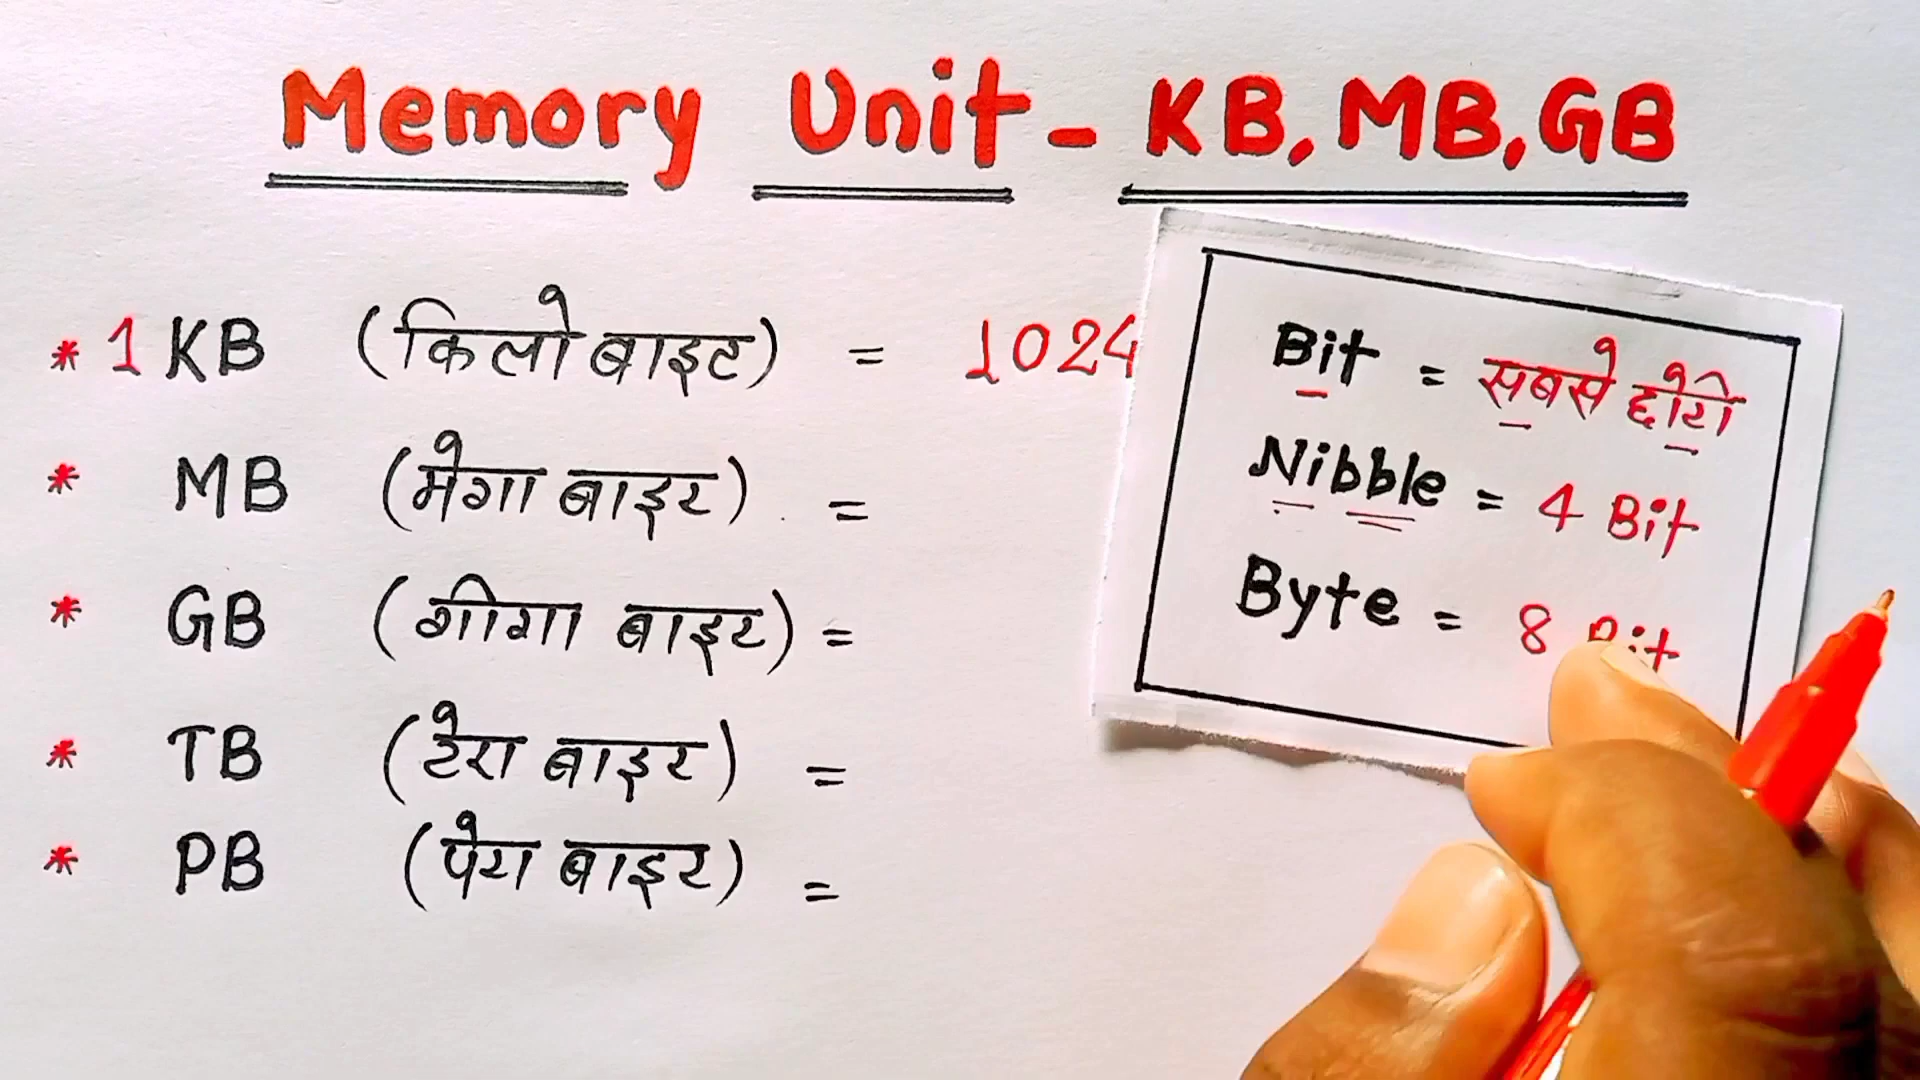 Memory Unit - KB, MB, GB
* 1 KB (किलो बाइट) = 1024
* MB (मेगा बाइट) =
* GB (गीगा बाइट) =
* TB (टेरा बाइट) =
* PB (पेटा बाइट) =
Bit = सबसे छोटी
Nibble = 4 Bit
Byte = 8 Bit